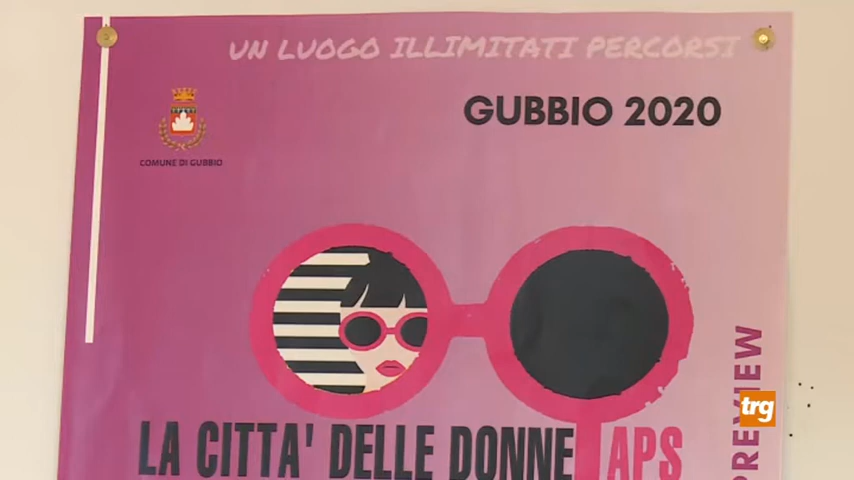 UN LUOGO ILLIMITATI PERCORSI
GUBBIO 2020
COMUNE DI GUBBIO
LA CITTA' DELLE DONNE APS
PREVIEW
trg